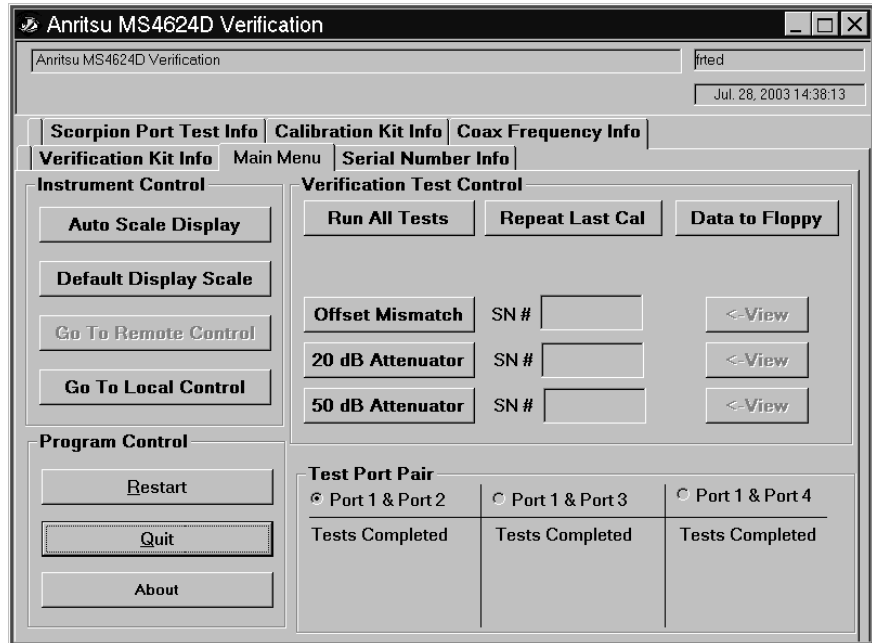 Anritsu MS4624D Verification
Anritsu MS4624D Verification
frted
Jul. 28, 2003 14:38:13
Scorpion Port Test Info
Calibration Kit Info
Coax Frequency Info
Verification Kit Info
Main Menu
Serial Number Info
Instrument Control
Auto Scale Display
Default Display Scale
Go To Remote Control
Go To Local Control
Program Control
Restart
Quit
About
Verification Test Control
Run All Tests
Repeat Last Cal
Data to Floppy
Offset Mismatch SN # <-View
20 dB Attenuator SN # <-View
50 dB Attenuator SN # <-View
Test Port Pair
Port 1 & Port 2
Port 1 & Port 3
Port 1 & Port 4
Tests Completed
Tests Completed
Tests Completed